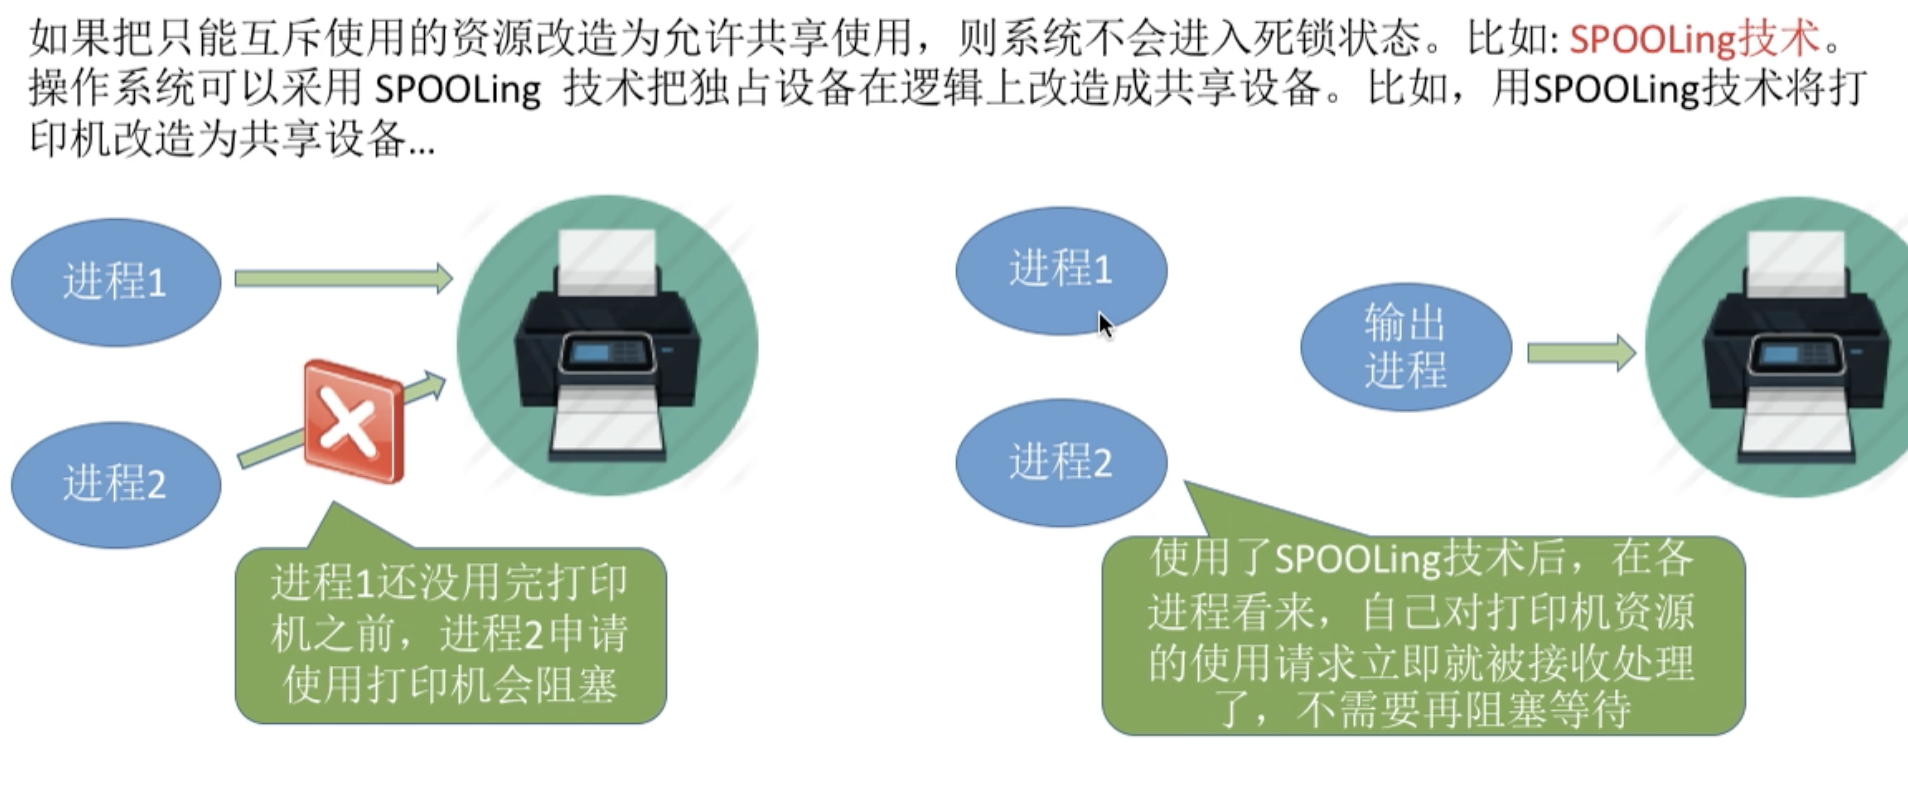 如果把只能互斥使用的资源改造为允许共享使用，则系统不会进入死锁状态。比如: SPOOLing技术。
操作系统可以采用 SPOOLing 技术把独占设备在逻辑上改造成共享设备。比如，用SPOOLing技术将打
印机改造为共享设备...
进程1
进程2
进程1还没用完打印
机之前，进程2申请
使用打印机会阻塞
进程1
进程2
输出
进程
使用了SPOOLing技术后，在各
进程看来，自己对打印机资源
的使用请求立即就被接收处理
了，不需要再阻塞等待